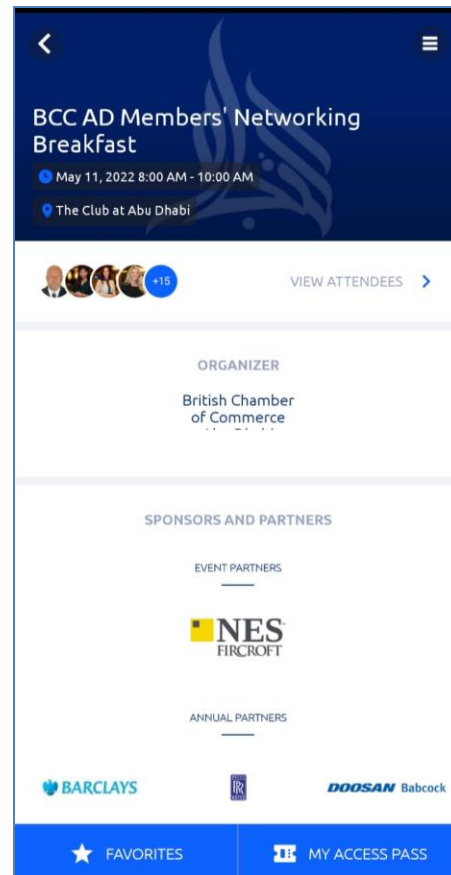 BCC AD Members' Networking
Breakfast
May 11, 2022 8:00 AM - 10:00 AM
The Club at Abu Dhabi
+15
VIEW ATTENDEES
ORGANIZER
British Chamber
of Commerce
SPONSORS AND PARTNERS
EVENT PARTNERS
NES
FIRCROFT
ANNUAL PARTNERS
BARCLAYS
RR
DOOSAN Babcock
FAVORITES
MY ACCESS PASS